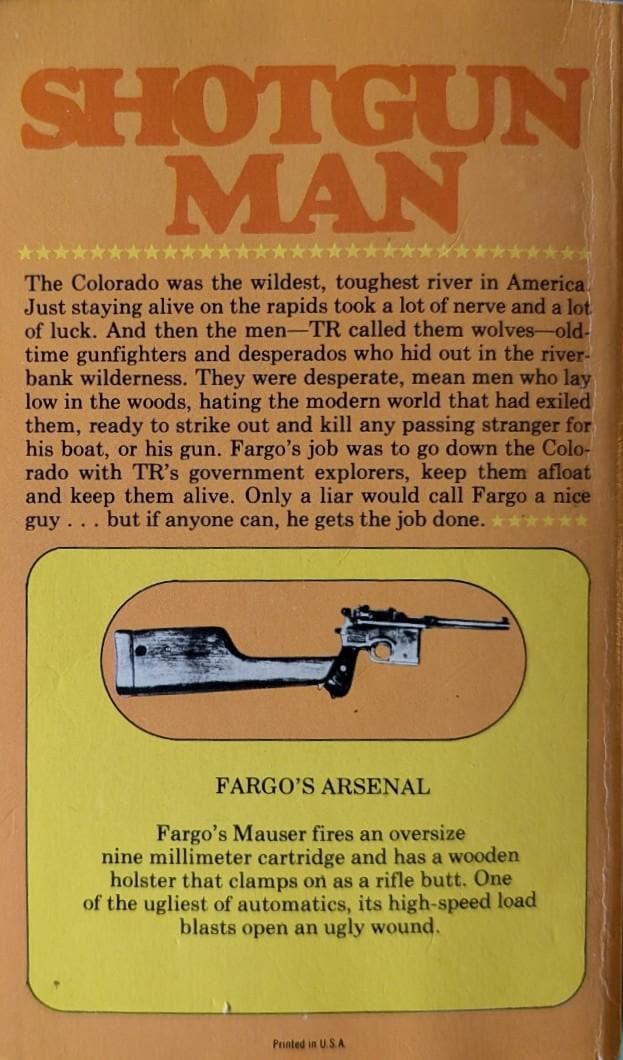 SHOTGUN
MAN
The Colorado was the wildest, toughest river in America.
Just staying alive on the rapids took a lot of nerve and a lot
of luck. And then the men—TR called them wolves—old-
time gunfighters and desperados who hid out in the river-
bank wilderness. They were desperate, mean men who lay
low in the woods, hating the modern world that had exiled
them, ready to strike out and kill any passing stranger for
his boat, or his gun. Fargo's job was to go down the Colo-
rado with TR's government explorers, keep them afloat
and keep them alive. Only a liar would call Fargo a nice
guy . . . but if anyone can, he gets the job done.
FARGO'S ARSENAL
Fargo's Mauser fires an oversize
nine millimeter cartridge and has a wooden
holster that clamps on as a rifle butt. One
of the ugliest of automatics, its high-speed load
blasts open an ugly wound.
Printed in U.S.A.